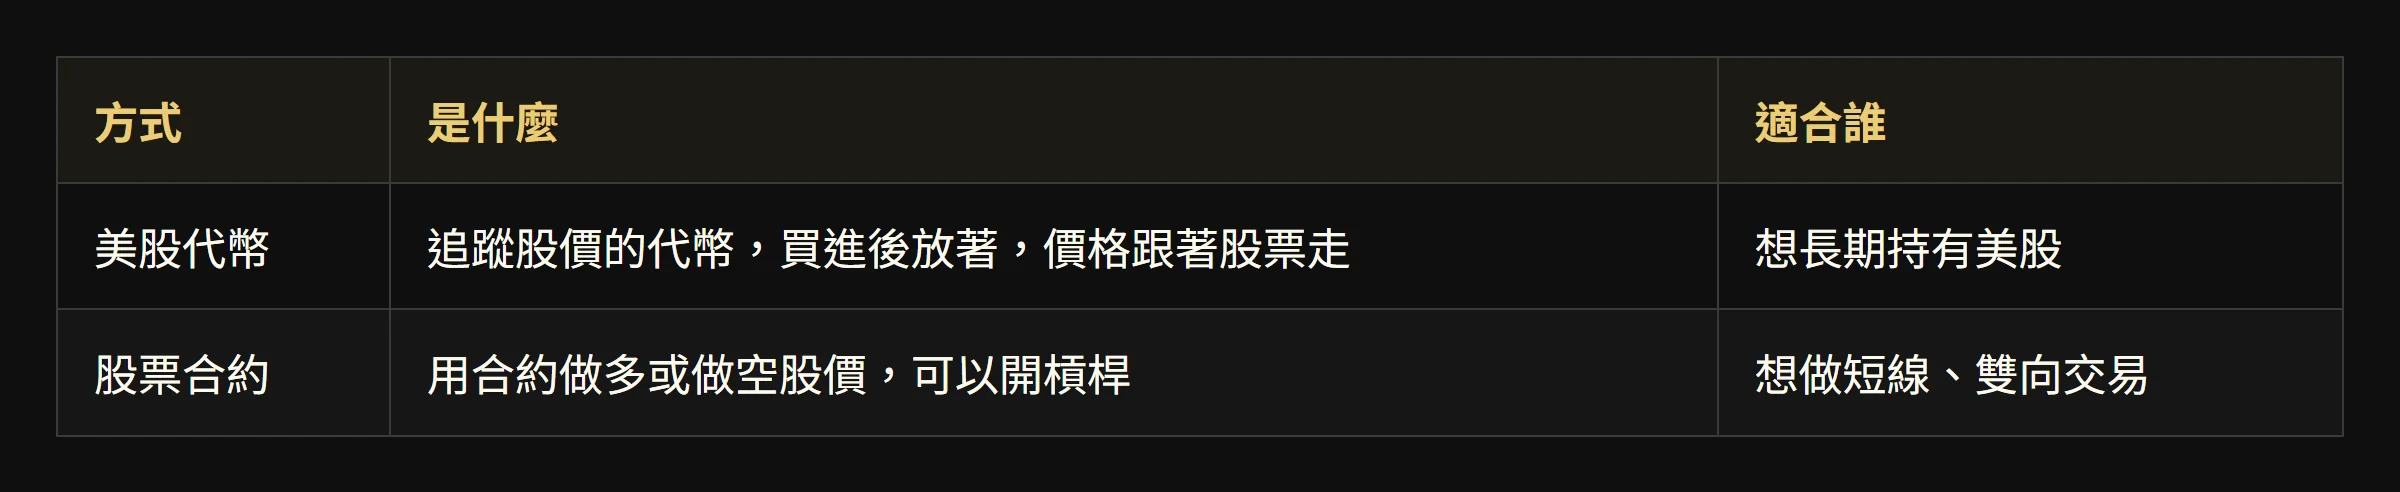 方式 是什麼 適合誰
美股代幣 追蹤股價的代幣，買進後放著，價格跟著股票走 想長期持有美股
股票合約 用合約做多或做空股價，可以開槓桿 想做短線、雙向交易